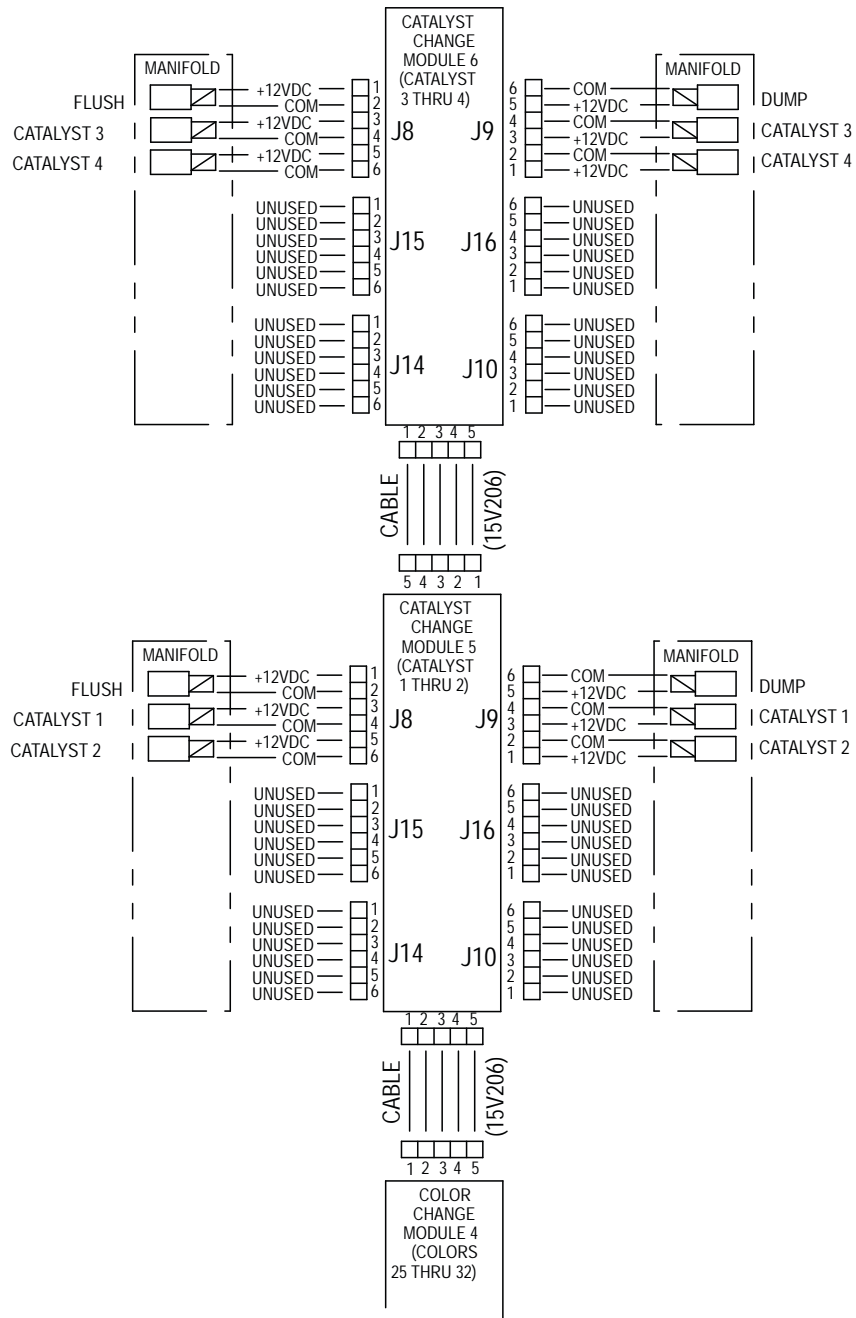 CATALYST
CHANGE
MODULE 6
(CATALYST
3 THRU 4)
MANIFOLD
FLUSH
CATALYST 3
CATALYST 4
+12VDC
COM
+12VDC
COM
+12VDC
COM
1
2
3
4
5
6
J8
J9
6
5
4
3
2
1
COM
+12VDC
COM
+12VDC
COM
+12VDC
MANIFOLD
DUMP
CATALYST 3
CATALYST 4
UNUSED
UNUSED
UNUSED
UNUSED
UNUSED
UNUSED
1
2
3
4
5
6
J15
J16
6
5
4
3
2
1
UNUSED
UNUSED
UNUSED
UNUSED
UNUSED
UNUSED
UNUSED
UNUSED
UNUSED
UNUSED
UNUSED
UNUSED
1
2
3
4
5
6
J14
J10
6
5
4
3
2
1
UNUSED
UNUSED
UNUSED
UNUSED
UNUSED
UNUSED
1 2 3 4 5
CABLE
(15V206)
5 4 3 2 1
CATALYST
CHANGE
MODULE 5
(CATALYST
1 THRU 2)
MANIFOLD
FLUSH
CATALYST 1
CATALYST 2
+12VDC
COM
+12VDC
COM
+12VDC
COM
1
2
3
4
5
6
J8
J9
6
5
4
3
2
1
COM
+12VDC
COM
+12VDC
COM
+12VDC
MANIFOLD
DUMP
CATALYST 1
CATALYST 2
UNUSED
UNUSED
UNUSED
UNUSED
UNUSED
UNUSED
1
2
3
4
5
6
J15
J16
6
5
4
3
2
1
UNUSED
UNUSED
UNUSED
UNUSED
UNUSED
UNUSED
UNUSED
UNUSED
UNUSED
UNUSED
UNUSED
UNUSED
1
2
3
4
5
6
J14
J10
6
5
4
3
2
1
UNUSED
UNUSED
UNUSED
UNUSED
UNUSED
UNUSED
1 2 3 4 5
CABLE
(15V206)
1 2 3 4 5
COLOR
CHANGE
MODULE 4
(COLORS
25 THRU 32)